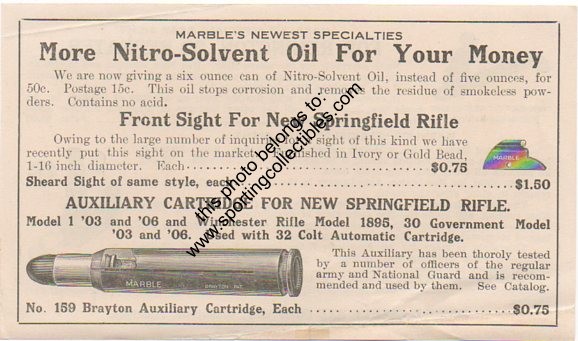 MARBLE'S NEWEST SPECIALTIES
More Nitro-Solvent Oil For Your Money
We are now giving a six ounce can of Nitro-Solvent Oil, instead of five ounces, for
50c. Postage 15c. This oil stops corrosion and removes the residue of smokeless pow-
ders. Contains no acid.
Front Sight For New Springfield Rifle
Owing to the large number of inquiries for sight of this kind we have
recently put this sight on the market. Furnished in Ivory or Gold Bead,
1-16 inch diameter. Each $0.75
MARBLE
Sheard Sight of same style, each $1.50
AUXILIARY CARTRIDGE FOR NEW SPRINGFIELD RIFLE.
Model 1 '03 and '06 and Winchester Rifle Model 1895, 30 Government Model
'03 and '06. Used with 32 Colt Automatic Cartridge.
This Auxiliary has been thoroly tested
by a number of officers of the regular
army and National Guard and is recom-
mended and used by them. See Catalog.
MARBLE BRAYTON PAT.
No. 159 Brayton Auxiliary Cartridge, Each $0.75
this photo belongs to:
www.sportingcollectibles.com